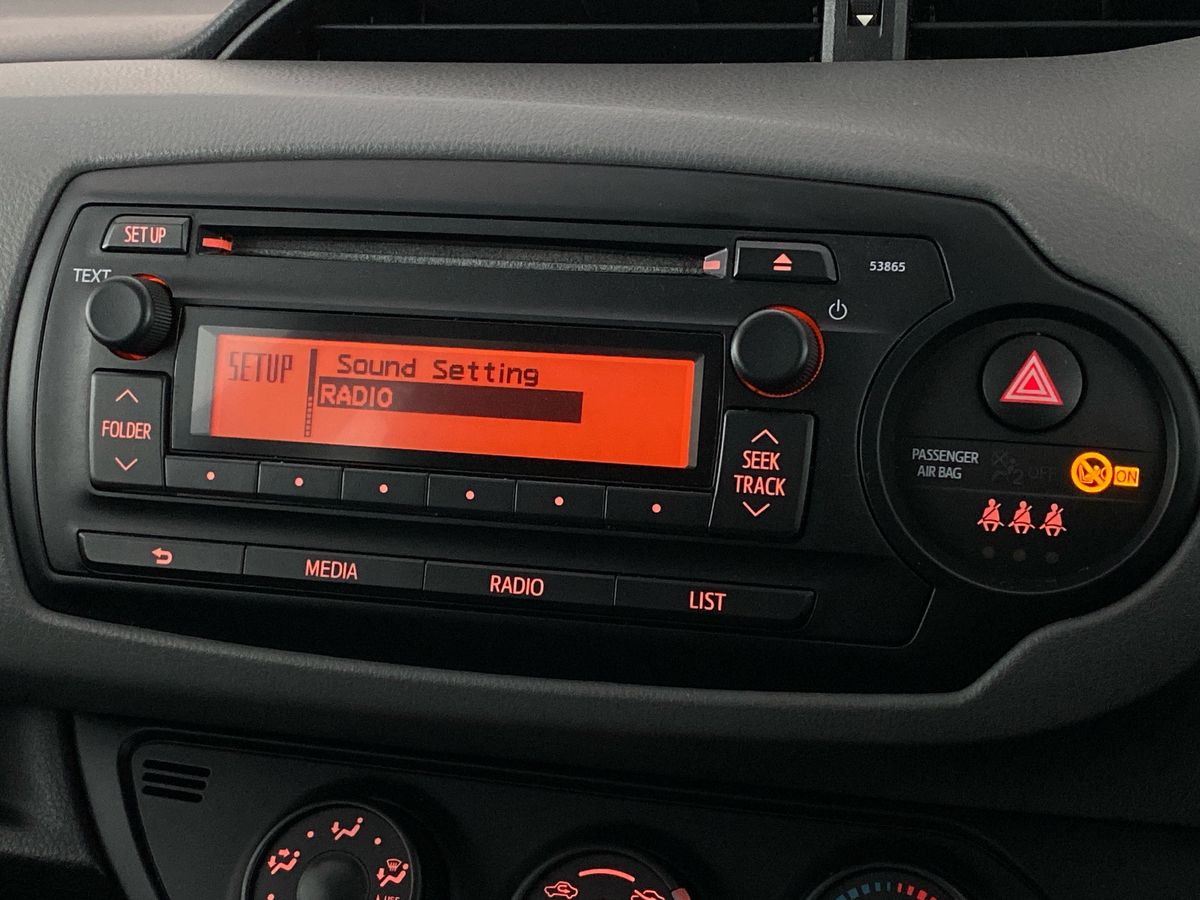 SET UP
53865
TEXT
SETUP
Sound Setting
RADIO
FOLDER
SEEK
TRACK
PASSENGER
AIR BAG
2 OFF
ON
MEDIA
RADIO
LIST